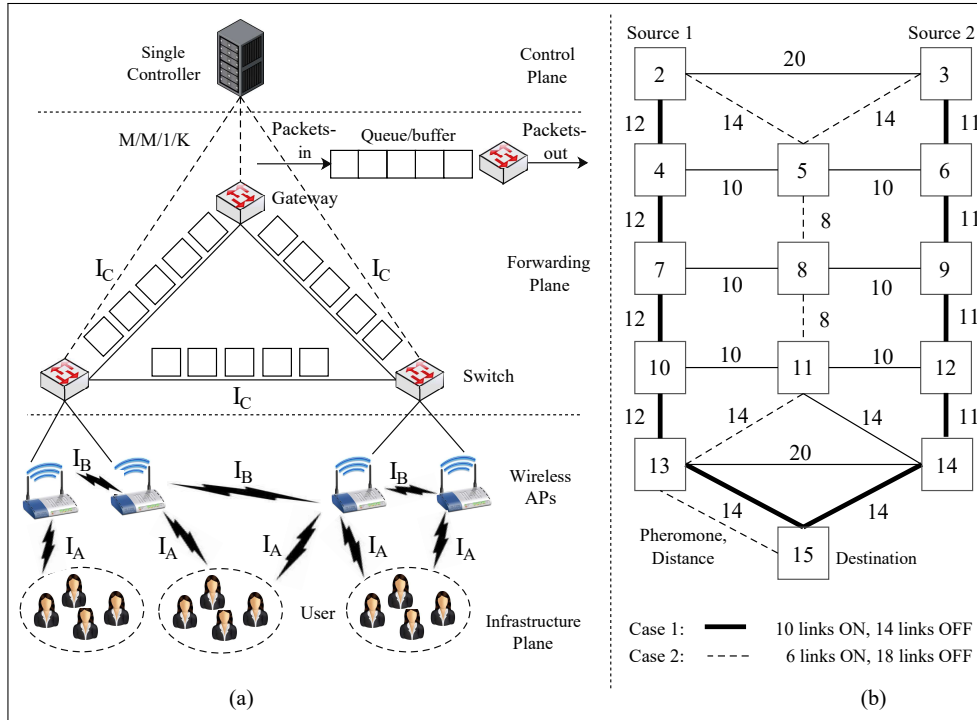 (a)
Single
Controller
Control
Plane
M/M/1/K
Packets-
in
Queue/buffer
Packets-
out
Gateway
I_C
I_C
Forwarding
Plane
Switch
I_C
I_B
I_B
I_B
Wireless
APs
I_A
I_A
I_A
I_A
I_A
User
Infrastructure
Plane
(a)
(b)
Source 1
Source 2
2
20
3
12
14
14
11
4
10
5
10
6
12
8
11
7
10
8
10
9
12
8
11
10
10
11
10
12
12
14
14
11
13
20
14
14
14
Pheromone,
Distance
15
Destination
Case 1:
10 links ON, 14 links OFF
Case 2:
6 links ON, 18 links OFF
(b)